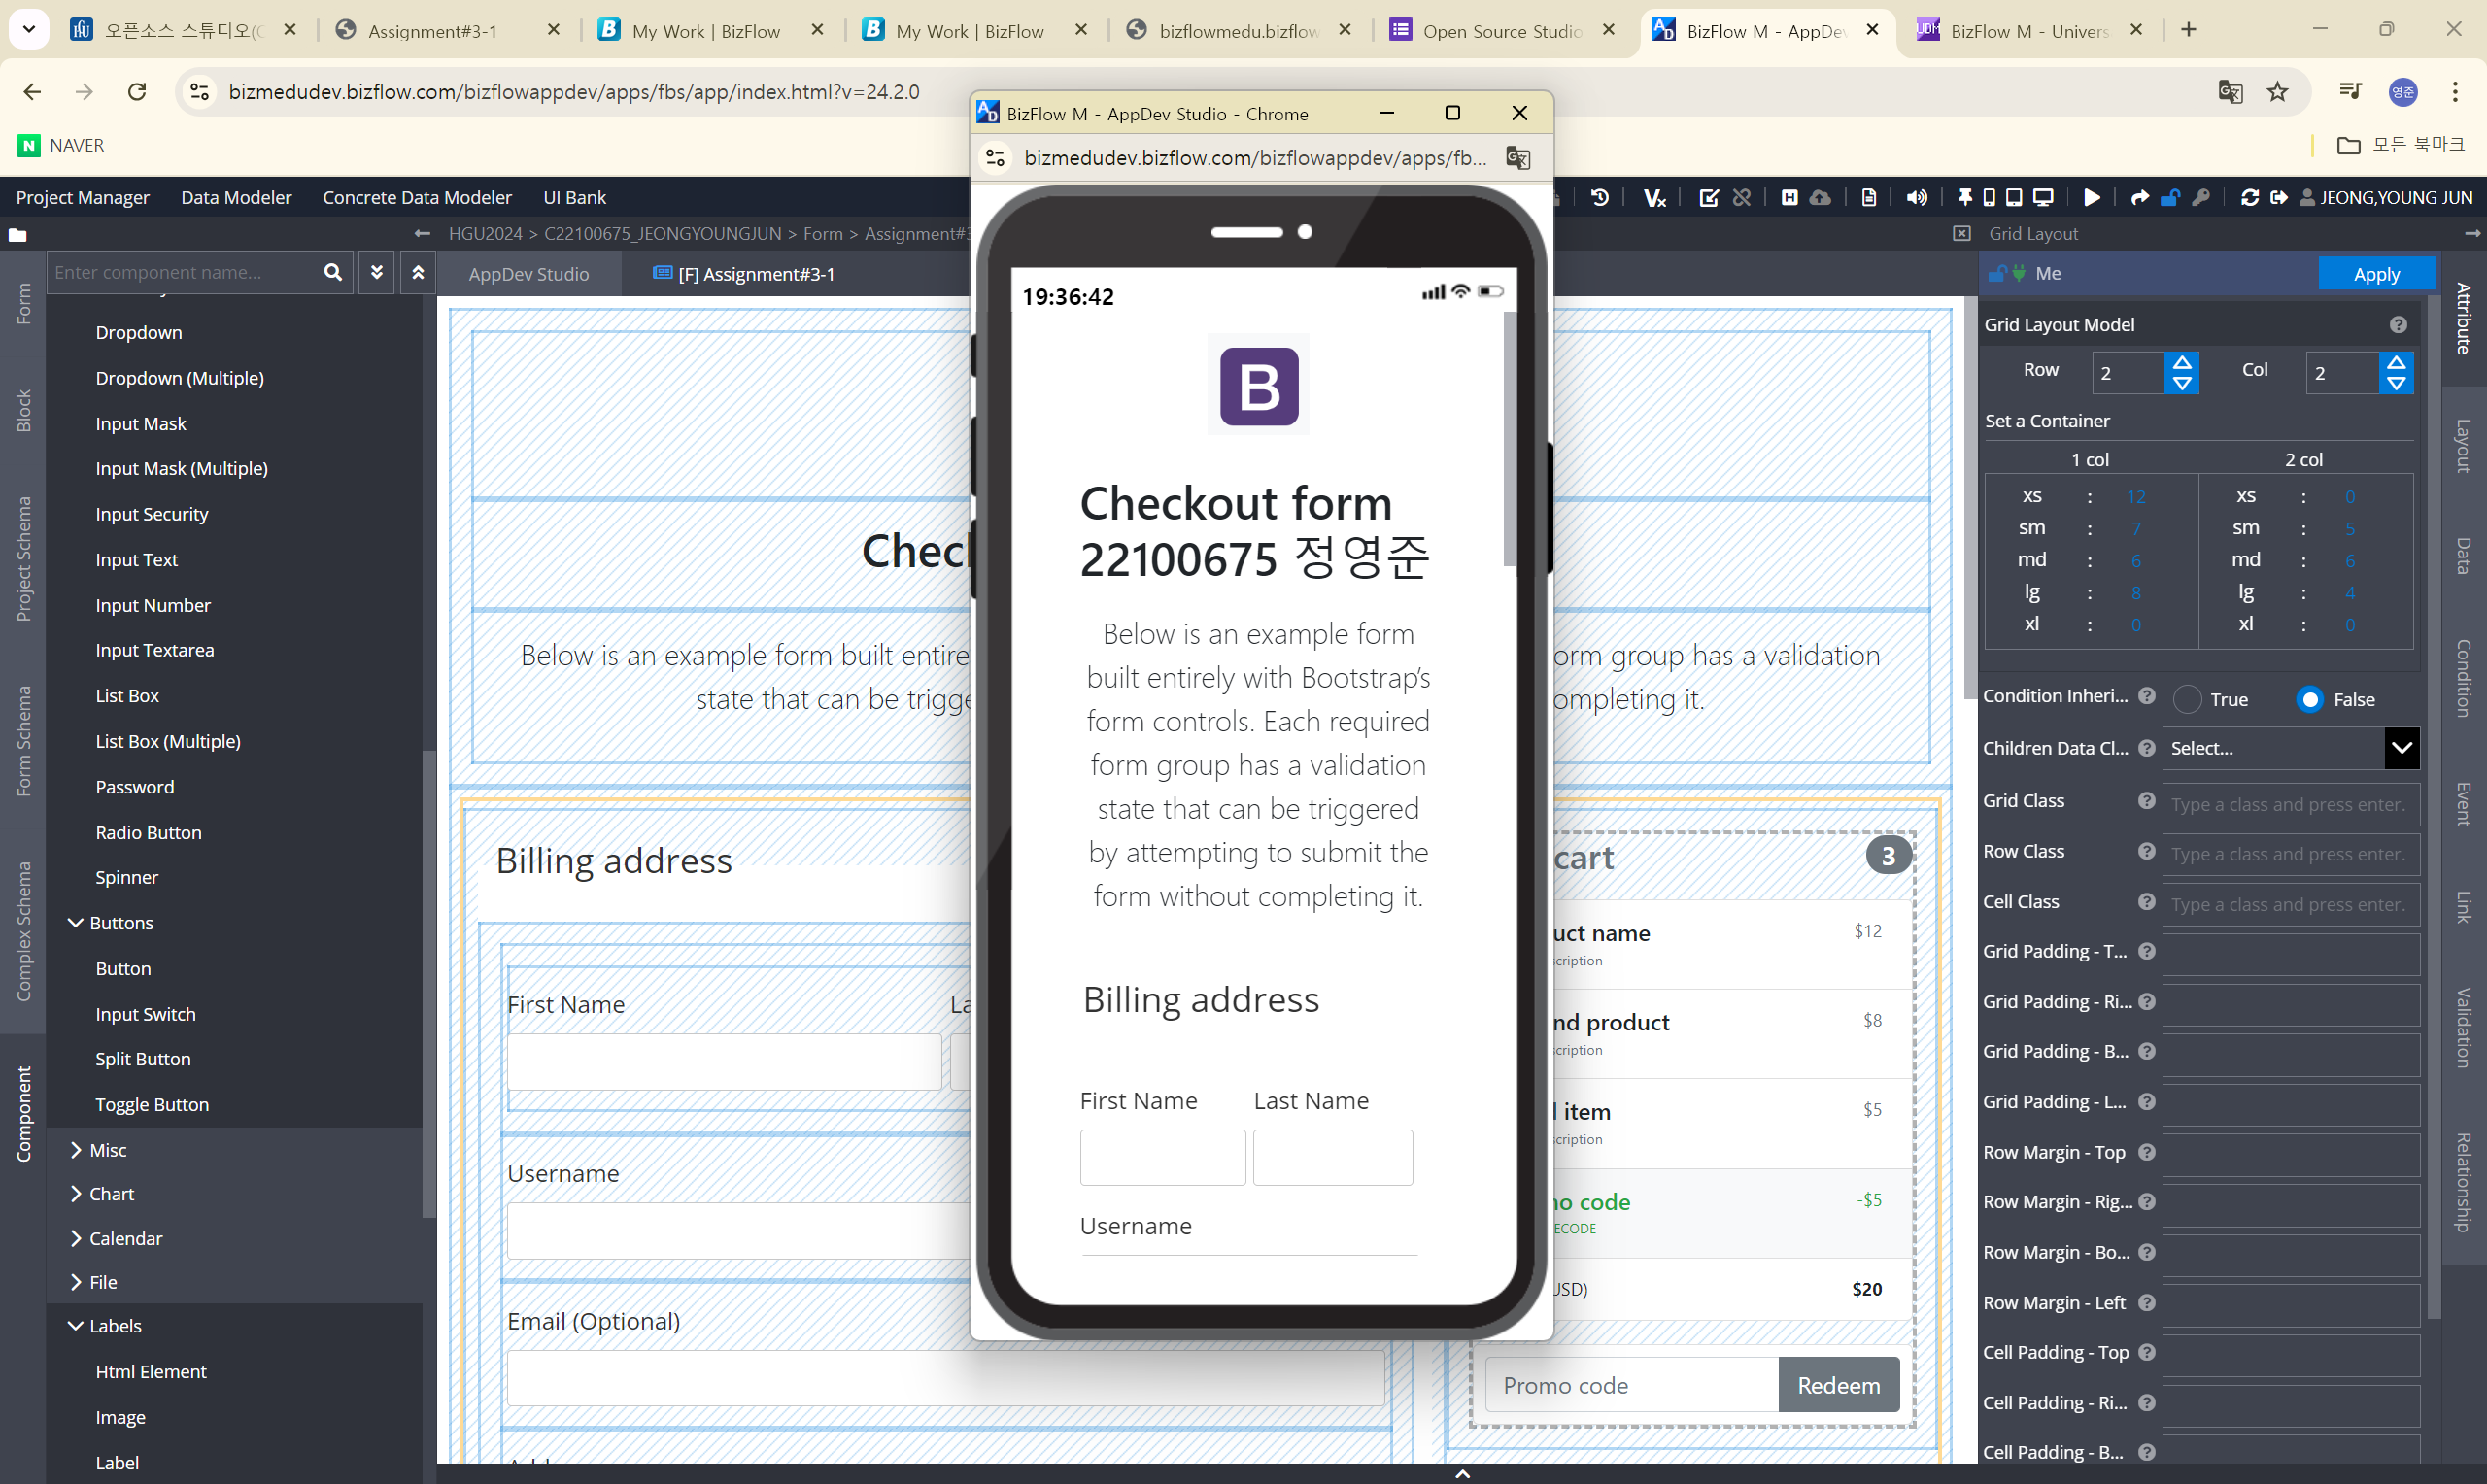 오픈소스 스튜디오(
Assignment#3-1
My Work | BizFlow
My Work | BizFlow
bizflowmedu.bizflow
Open Source Studio
BizFlow M - AppDev
BizFlow M - Univers
bizmedudev.bizflow.com/bizflowappdev/apps/fbs/app/index.html?v=24.2.0
영준
NAVER
모든 북마크
BizFlow M - AppDev Studio - Chrome
bizmedudev.bizflow.com/bizflowappdev/apps/fb...
Project Manager
Data Modeler
Concrete Data Modeler
UI Bank
JEONG,YOUNG JUN
HGU2024 > C22100675_JEONGYOUNGJUN > Form > Assignment#3
Grid Layout
Enter component name...
AppDev Studio
[F] Assignment#3-1
Me
Apply
Form
Block
Project Schema
Form Schema
Complex Schema
Component
Dropdown
Dropdown (Multiple)
Input Mask
Input Mask (Multiple)
Input Security
Input Text
Input Number
Input Textarea
List Box
List Box (Multiple)
Password
Radio Button
Spinner
Buttons
Button
Input Switch
Split Button
Toggle Button
Misc
Chart
Calendar
File
Labels
Html Element
Image
Label
Chec
Below is an example form built entire
orm group has a validation
state that can be trigge
ompleting it.
Billing address
First Name
La
Username
Email (Optional)
cart
3
uct name
$12
scription
nd product
$8
scription
item
$5
scription
o code
-$5
ECODE
USD)
$20
Promo code
Redeem
19:36:42
B
Checkout form
22100675 정영준
Below is an example form
built entirely with Bootstrap's
form controls. Each required
form group has a validation
state that can be triggered
by attempting to submit the
form without completing it.
Billing address
First Name
Last Name
Username
Grid Layout Model
Row 2
Col 2
Set a Container
1 col
2 col
xs : 12
xs : 0
sm : 7
sm : 5
md : 6
md : 6
lg : 8
lg : 4
xl : 0
xl : 0
Condition Inheri...
True
False
Children Data Cl...
Select...
Grid Class
Type a class and press enter.
Row Class
Type a class and press enter.
Cell Class
Type a class and press enter.
Grid Padding - T...
Grid Padding - Ri...
Grid Padding - B...
Grid Padding - L...
Row Margin - Top
Row Margin - Rig...
Row Margin - Bo...
Row Margin - Left
Cell Padding - Top
Cell Padding - Ri...
Cell Padding - B...
Attribute
Layout
Data
Condition
Event
Link
Validation
Relationship